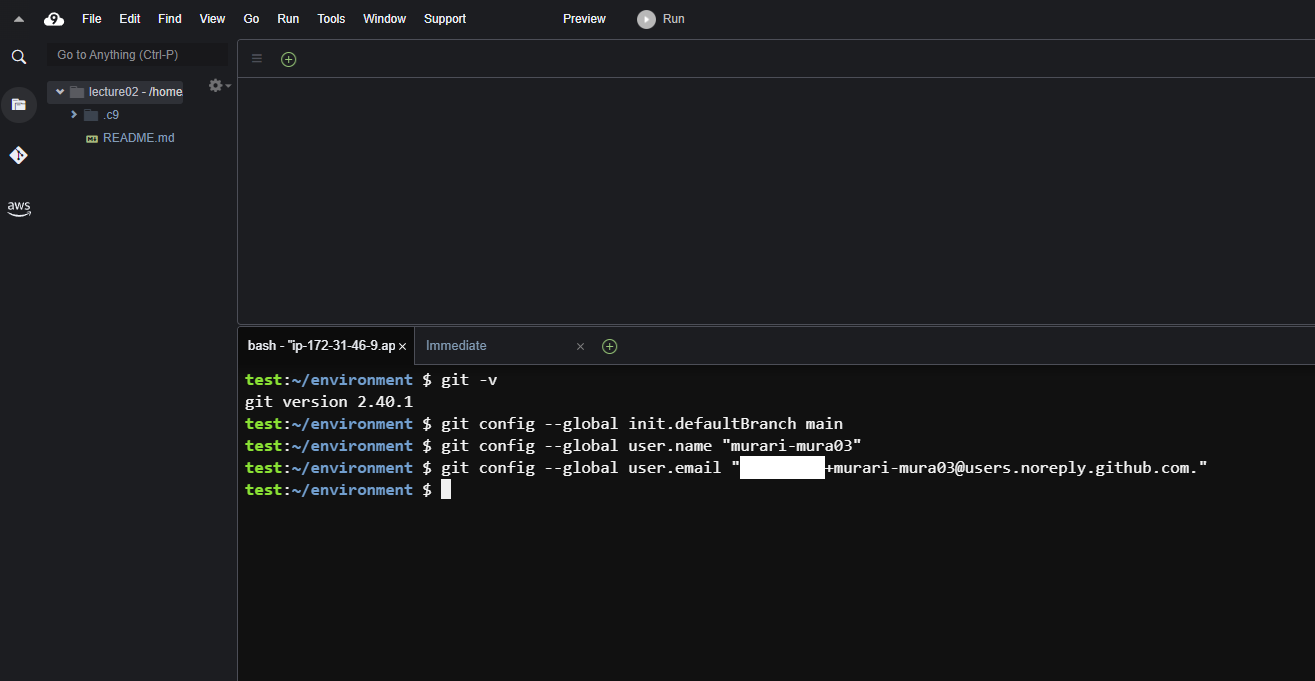 9 File Edit Find View Go Run Tools Window Support Preview Run
Go to Anything (Ctrl-P)
lecture02 - /home
.c9
README.md
aws
bash - "ip-172-31-46-9.ap × Immediate ×
test:~/environment $ git -v
git version 2.40.1
test:~/environment $ git config --global init.defaultBranch main
test:~/environment $ git config --global user.name "murari-mura03"
test:~/environment $ git config --global user.email "+murari-mura03@users.noreply.github.com."
test:~/environment $